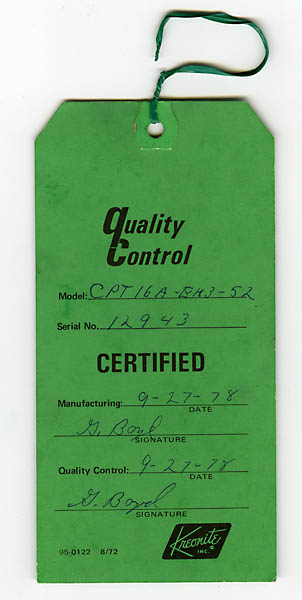 Quality
Control
Model: CPT16A-EH3-52
Serial No. 12943
CERTIFIED
Manufacturing: 9-27-78
DATE
G. Boyd
SIGNATURE
Quality Control: 9-27-78
DATE
G. Boyd
SIGNATURE
95-0122 8/72
Kreonite
INC. ®